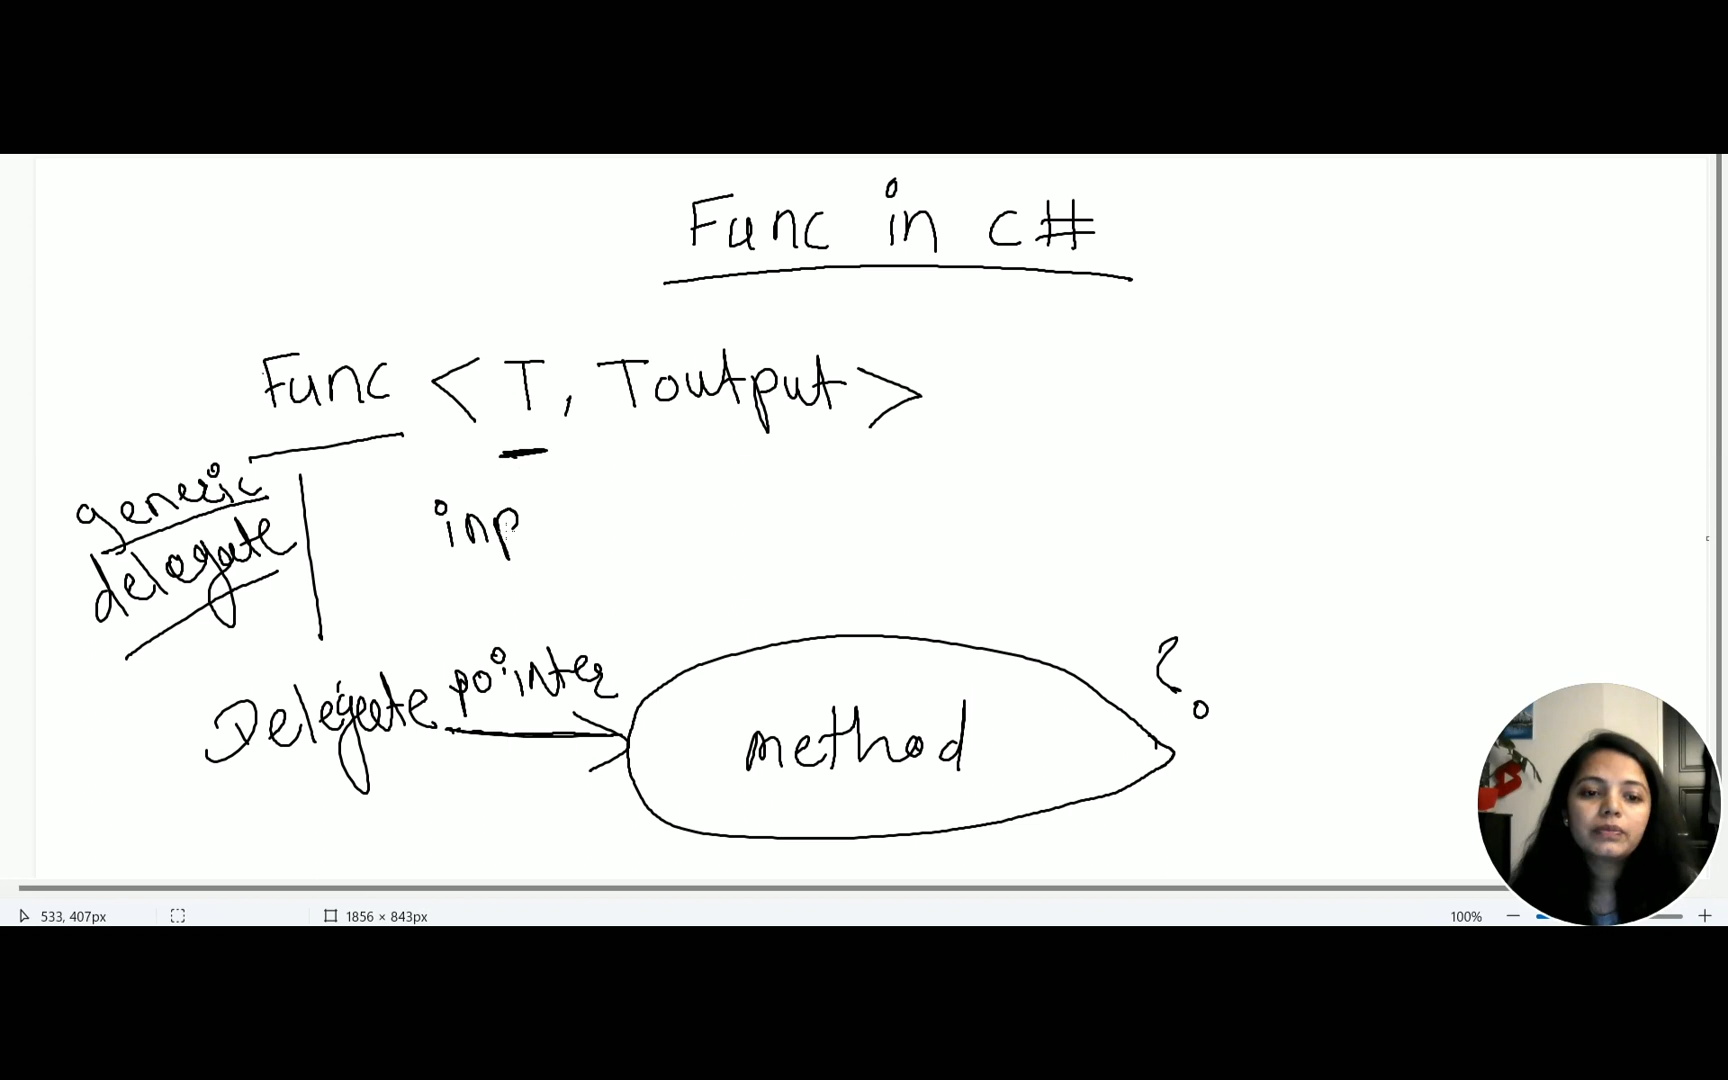 Func in c#
Func <T, Toutput>
generic
delegate
inp
Delegate pointer
method
?
533, 407px
1856 × 843px
100%